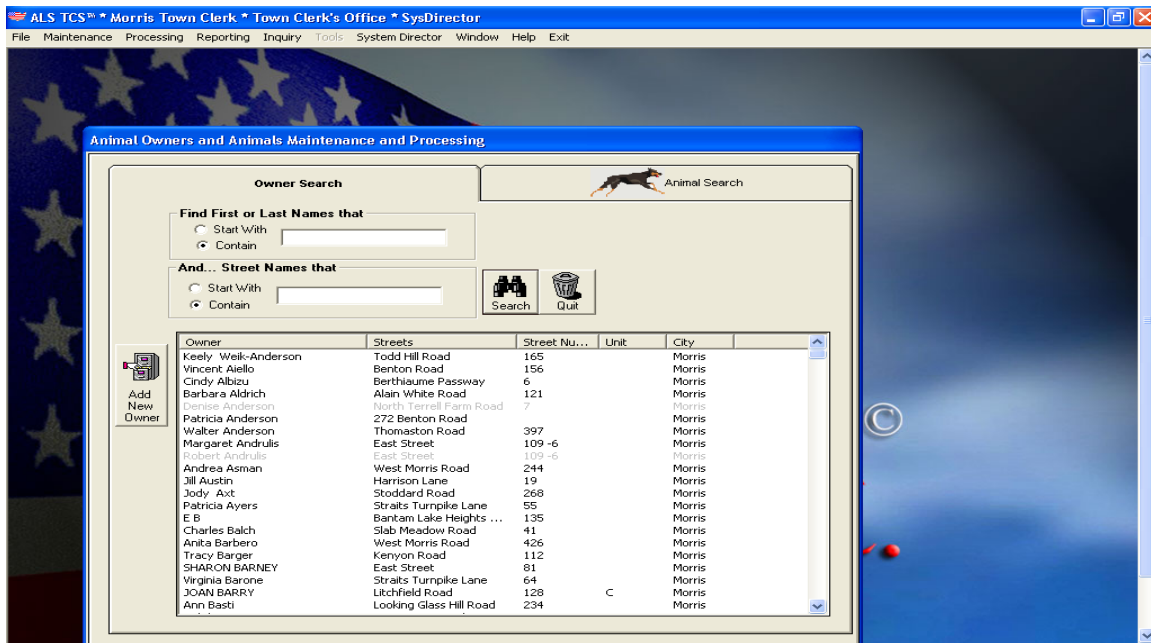 ALS TCS™ * Morris Town Clerk * Town Clerk's Office * SysDirector
File Maintenance Processing Reporting Inquiry Tools System Director Window Help Exit
Animal Owners and Animals Maintenance and Processing
Owner Search Animal Search
Find First or Last Names that
Start With
Contain
And... Street Names that
Start With
Contain
Search Quit
Add
New
Owner
Owner Streets Street Nu... Unit City
Keely Weik-Anderson Todd Hill Road 165 Morris
Vincent Aiello Benton Road 156 Morris
Cindy Albizu Berthiaume Passway 6 Morris
Barbara Aldrich Alain White Road 121 Morris
Denise Anderson North Terrell Farm Road 7 Morris
Patricia Anderson 272 Benton Road Morris
Walter Anderson Thomaston Road 397 Morris
Margaret Andrulis East Street 109 -6 Morris
Robert Andrulis East Street 109 -6 Morris
Andrea Asman West Morris Road 244 Morris
Jill Austin Harrison Lane 19 Morris
Jody Axt Stoddard Road 268 Morris
Patricia Ayers Straits Turnpike Lane 55 Morris
E B Bantam Lake Heights ... 135 Morris
Charles Balch Slab Meadow Road 41 Morris
Anita Barbero West Morris Road 426 Morris
Tracy Barger Kenyon Road 112 Morris
SHARON BARNEY East Street 81 Morris
Virginia Barone Straits Turnpike Lane 64 Morris
JOAN BARRY Litchfield Road 128 C Morris
Ann Basti Looking Glass Hill Road 234 Morris
©